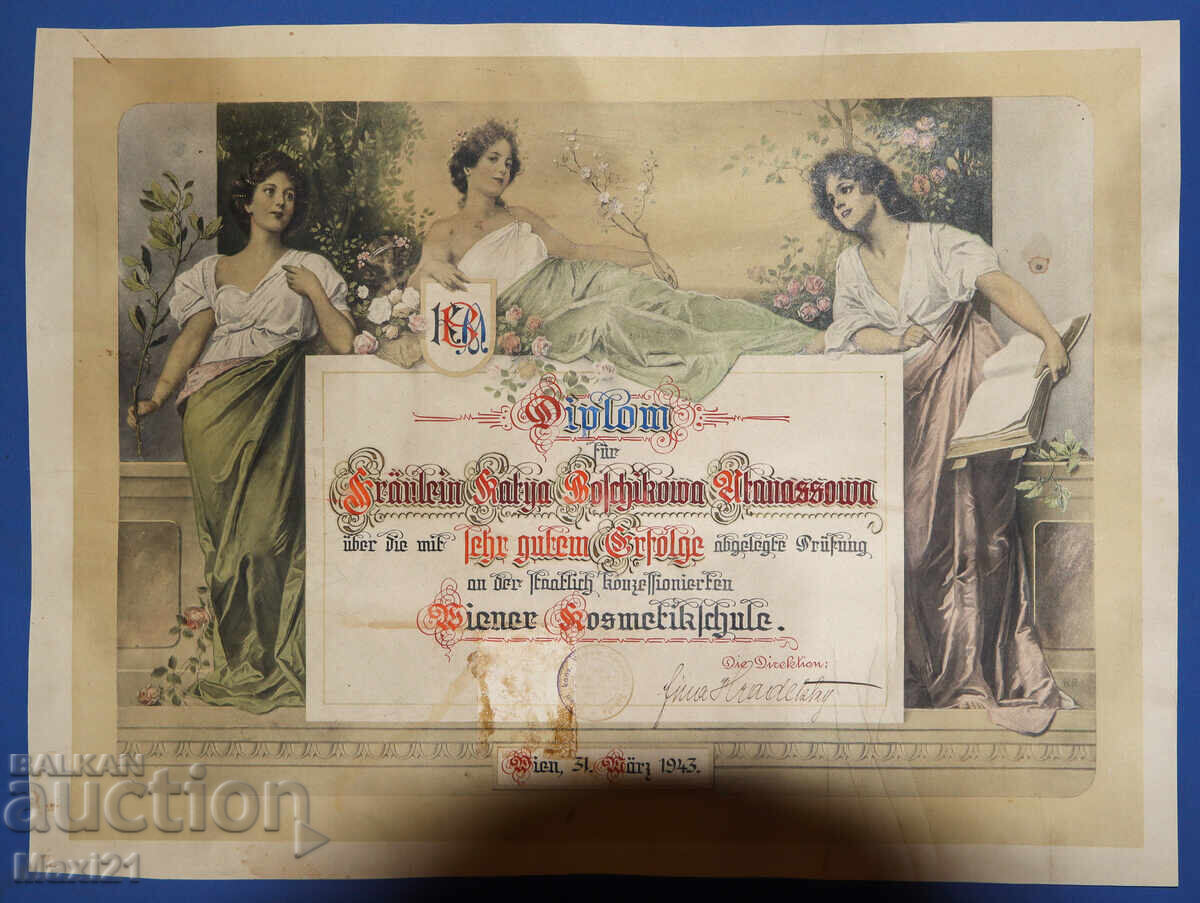 Diplom
für
Fräulein Katya Boschikowa Atanassowa
über die mit sehr gutem Erfolge abgelegte Prüfung
an der staatlich konzessionierten
Wiener Kosmetikschule.
Die Direktion:
Hradetzky
Wien, 31. März 1943.
BALKAN
auction
Maxi21